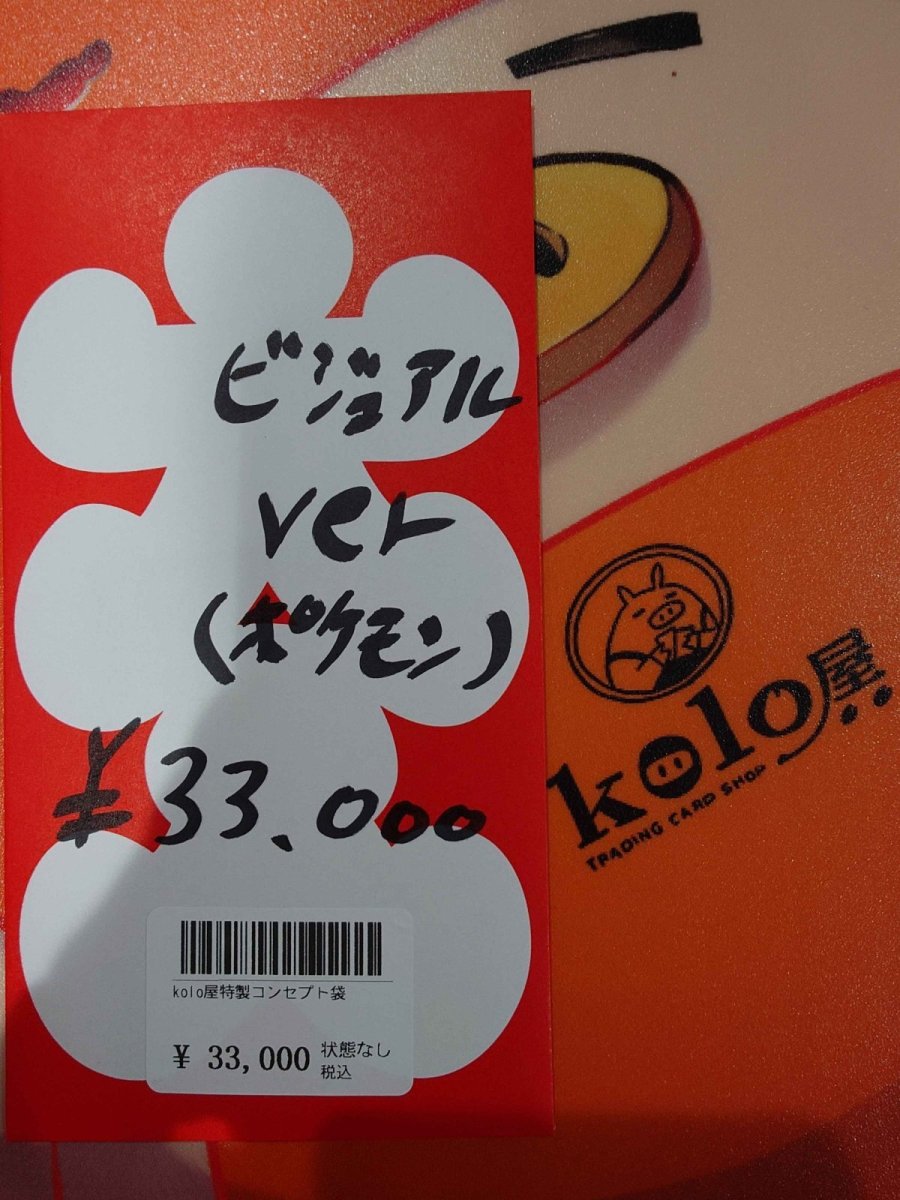 ビジュアル
ver
(ポケモン)
¥33,000
kolo屋特製コンセプト袋
¥ 33,000 状態なし
税込
kolo屋
TRADING CARD SHOP